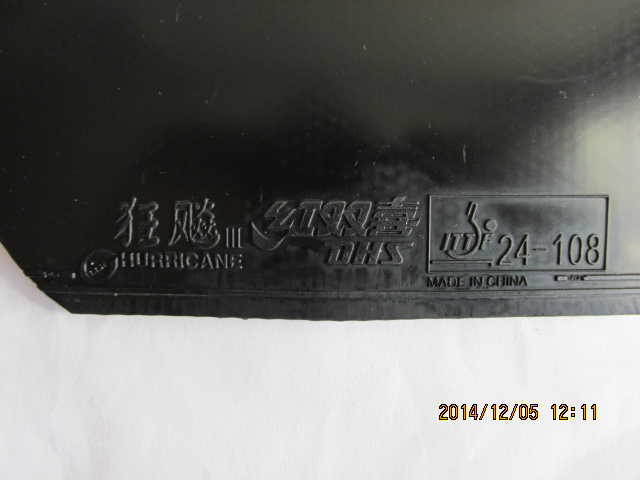 狂飚III
HURRICANE
红双喜
DHS
ITTF 24-108
MADE IN CHINA
2014/12/05 12:11